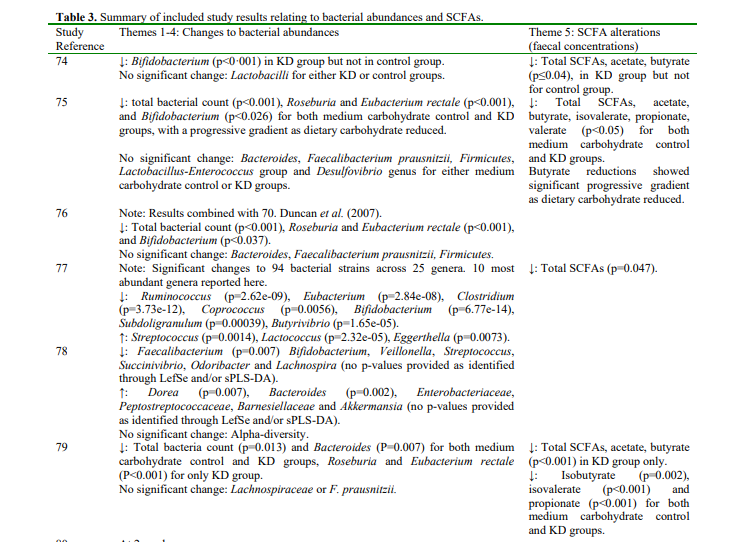 Table 3. Summary of included study results relating to bacterial abundances and SCFAs.
Study Reference
Themes 1-4: Changes to bacterial abundances
Theme 5: SCFA alterations
(faecal concentrations)
74
↓: Bifidobacterium (p<0·001) in KD group but not in control group.
No significant change: Lactobacilli for either KD or control groups.
↓: Total SCFAs, acetate, butyrate
(p≤0.04), in KD group but not
for control group.
75
↓: total bacterial count (p<0.001), Roseburia and Eubacterium rectale (p<0.001),
and Bifidobacterium (p<0.026) for both medium carbohydrate control and KD
groups, with a progressive gradient as dietary carbohydrate reduced.
No significant change: Bacteroides, Faecalibacterium prausnitzii, Firmicutes,
Lactobacillus-Enterococcus group and Desulfovibrio genus for either medium
carbohydrate control or KD groups.
↓: Total SCFAs, acetate,
butyrate, isovalerate, propionate,
valerate (p<0.05) for both
medium carbohydrate control
and KD groups.
Butyrate reductions showed
significant progressive gradient
as dietary carbohydrate reduced.
76
Note: Results combined with 70. Duncan et al. (2007).
↓: Total bacterial count (p<0.001), Roseburia and Eubacterium rectale (p<0.001),
and Bifidobacterium (p<0.037).
No significant change: Bacteroides, Faecalibacterium prausnitzii, Firmicutes.
77
Note: Significant changes to 94 bacterial strains across 25 genera. 10 most
abundant genera reported here.
↓: Ruminococcus (p=2.62e-09), Eubacterium (p=2.84e-08), Clostridium
(p=3.73e-12), Coprococcus (p=0.0056), Bifidobacterium (p=6.77e-14),
Subdoligranulum (p=0.00039), Butyrivibrio (p=1.65e-05).
↑: Streptococcus (p=0.0014), Lactococcus (p=2.32e-05), Eggerthella (p=0.0073).
↓: Total SCFAs (p=0.047).
78
↓: Faecalibacterium (p=0.007) Bifidobacterium, Veillonella, Streptococcus,
Succinivibrio, Odoribacter and Lachnospira (no p-values provided as identified
through LefSe and/or sPLS-DA).
↑: Dorea (p=0.007), Bacteroides (p=0.002), Enterobacteriaceae,
Peptostreptococcaceae, Barnesiellaceae and Akkermansia (no p-values provided
as identified through LefSe and/or sPLS-DA).
No significant change: Alpha-diversity.
79
↓: Total bacteria count (p=0.013) and Bacteroides (P=0.007) for both medium
carbohydrate control and KD groups, Roseburia and Eubacterium rectale
(P<0.001) for only KD group.
No significant change: Lachnospiraceae or F. prausnitzii.
↓: Total SCFAs, acetate, butyrate
(p<0.001) in KD group only.
↓: Isobutyrate (p=0.002),
isovalerate (p<0.001) and
propionate (p<0.001) for both
medium carbohydrate control
and KD groups.